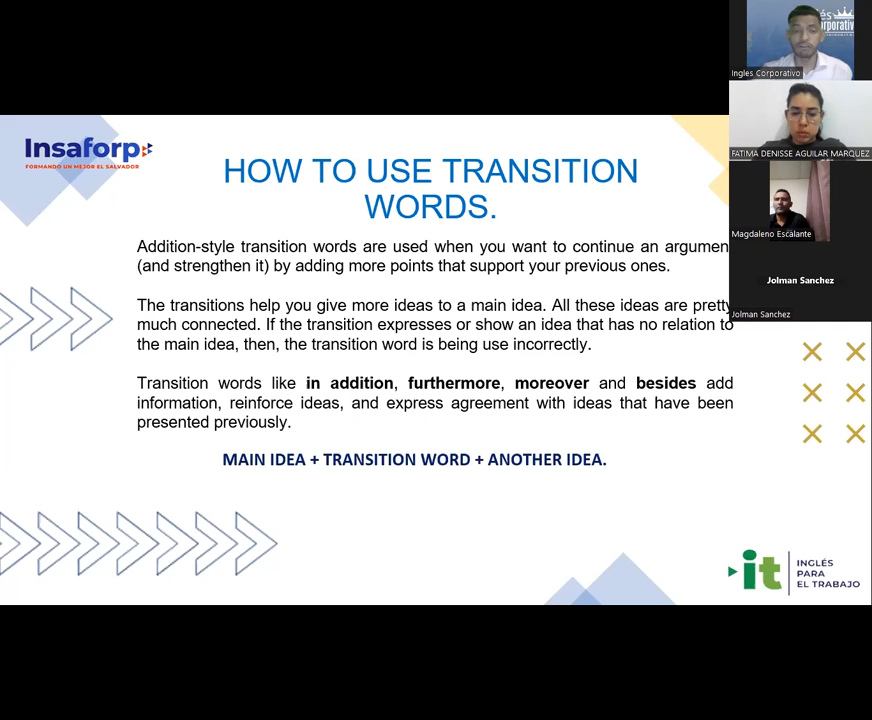 és
rporativ
Ingles Corporativo
FATIMA DENISSE AGUILAR MARQUEZ
Magdaleno Escalante
Jolman Sanchez
Jolman Sanchez
Insaforp
FORMANDO UN MEJOR EL SALVADOR
HOW TO USE TRANSITION
WORDS.
Addition-style transition words are used when you want to continue an argumen
(and strengthen it) by adding more points that support your previous ones.
The transitions help you give more ideas to a main idea. All these ideas are pretty
much connected. If the transition expresses or show an idea that has no relation to
the main idea, then, the transition word is being use incorrectly.
Transition words like in addition, furthermore, moreover and besides add
information, reinforce ideas, and express agreement with ideas that have been
presented previously.
MAIN IDEA + TRANSITION WORD + ANOTHER IDEA.
it
INGLÉS
PARA
EL TRABAJO